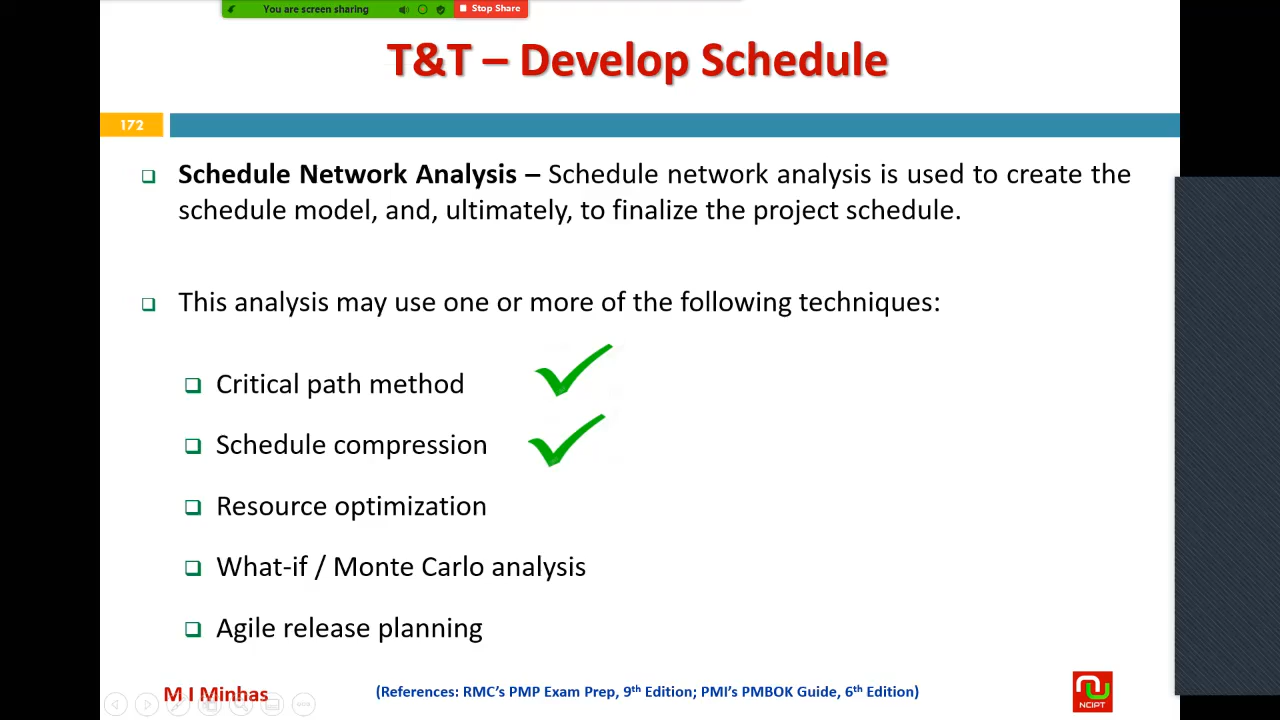 You are screen sharing
Stop Share
T&T – Develop Schedule
172
Schedule Network Analysis – Schedule network analysis is used to create the
schedule model, and, ultimately, to finalize the project schedule.
This analysis may use one or more of the following techniques:
Critical path method
Schedule compression
Resource optimization
What-if / Monte Carlo analysis
Agile release planning
M I Minhas
(References: RMC's PMP Exam Prep, 9th Edition; PMI's PMBOK Guide, 6th Edition)
NCIPT